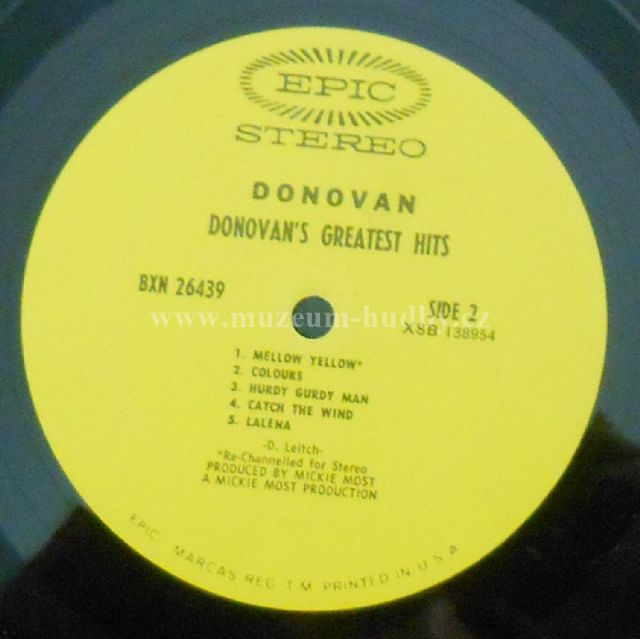 EPIC
STEREO
DONOVAN
DONOVAN'S GREATEST HITS
BXN 26439
SIDE 2
XSB 138954
www.muzeum-hudby.cz
1. MELLOW YELLOW*
2. COLOURS
3. HURDY GURDY MAN
4. CATCH THE WIND
5. LALENA
-D. Leitch-
*Re-Channelled for Stereo
PRODUCED BY MICKIE MOST
A MICKIE MOST PRODUCTION
EPIC. MARCAS REG. T.M. PRINTED IN U.S.A.